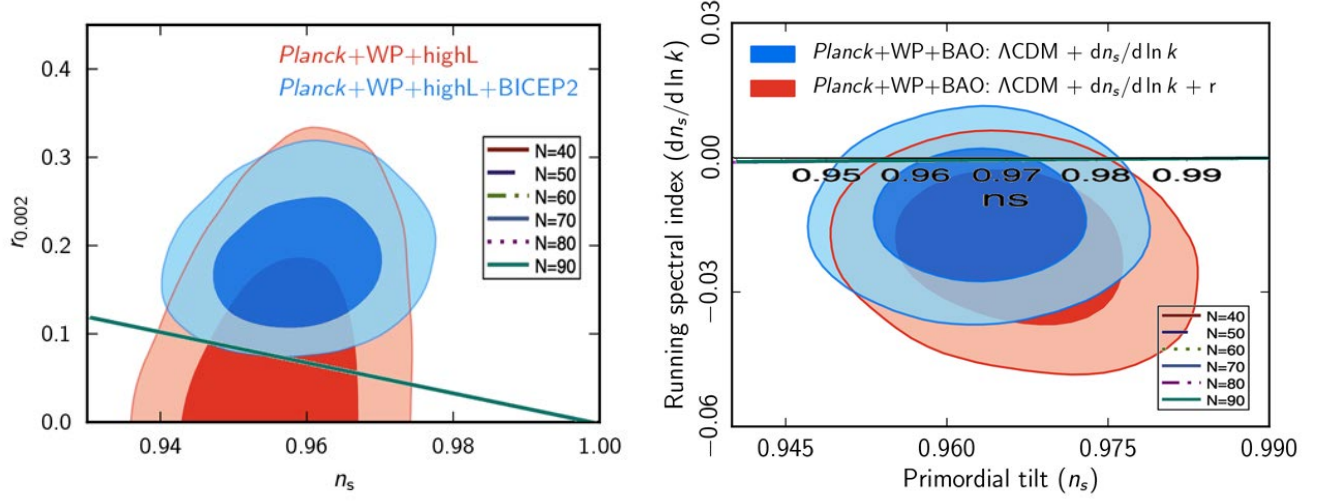 Planck+WP+highL
Planck+WP+highL+BICEP2
0.4
0.3
0.2
0.1
0.0
r0.002
N=40
N=50
N=60
N=70
N=80
N=90
0.94
0.96
0.98
1.00
ns
Planck+WP+BAO: ΛCDM + dns/d ln k
Planck+WP+BAO: ΛCDM + dns/d ln k + r
0.03
0.00
−0.03
−0.06
Running spectral index (dns/d ln k)
0.95 0.96 0.97 0.98 0.99
ns
N=40
N=50
N=60
N=70
N=80
N=90
0.945
0.960
0.975
0.990
Primordial tilt (ns)